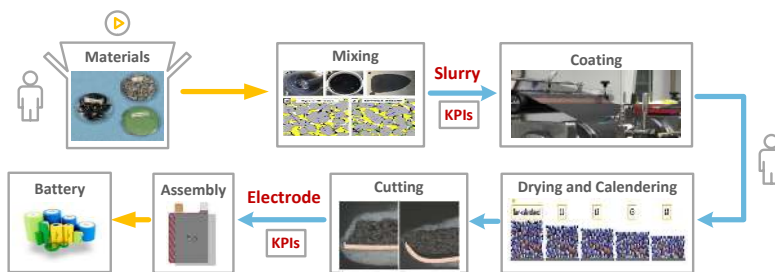 Materials
Mixing
Slurry
KPIs
Coating
Battery
Assembly
Electrode
KPIs
Cutting
Drying and Calendering